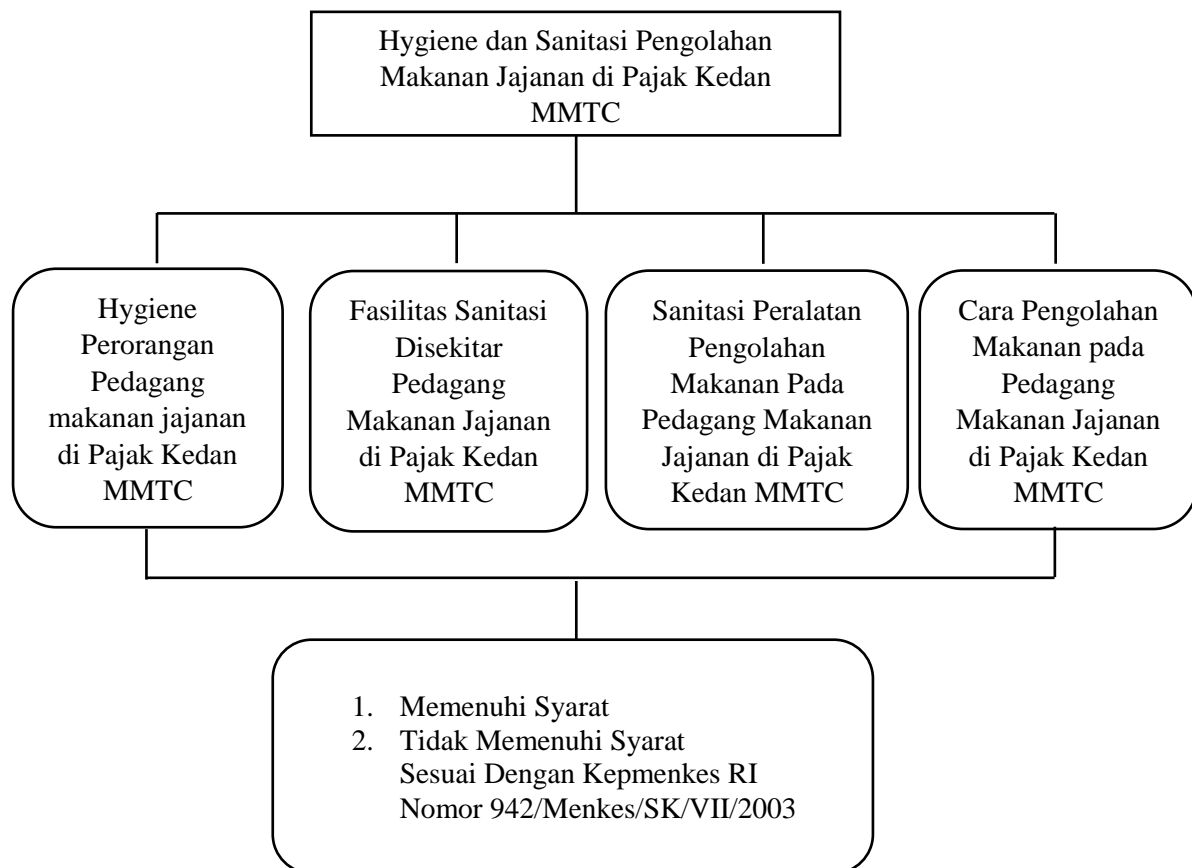 Hygiene dan Sanitasi Pengolahan
Makanan Jajanan di Pajak Kedan
MMTC
Hygiene
Perorangan
Pedagang
makanan jajanan
di Pajak Kedan
MMTC
Fasilitas Sanitasi
Disekitar
Pedagang
Makanan Jajanan
di Pajak Kedan
MMTC
Sanitasi Peralatan
Pengolahan
Makanan Pada
Pedagang Makanan
Jajanan di Pajak
Kedan MMTC
Cara Pengolahan
Makanan pada
Pedagang
Makanan Jajanan
di Pajak Kedan
MMTC
1. Memenuhi Syarat
2. Tidak Memenuhi Syarat
Sesuai Dengan Kepmenkes RI
Nomor 942/Menkes/SK/VII/2003